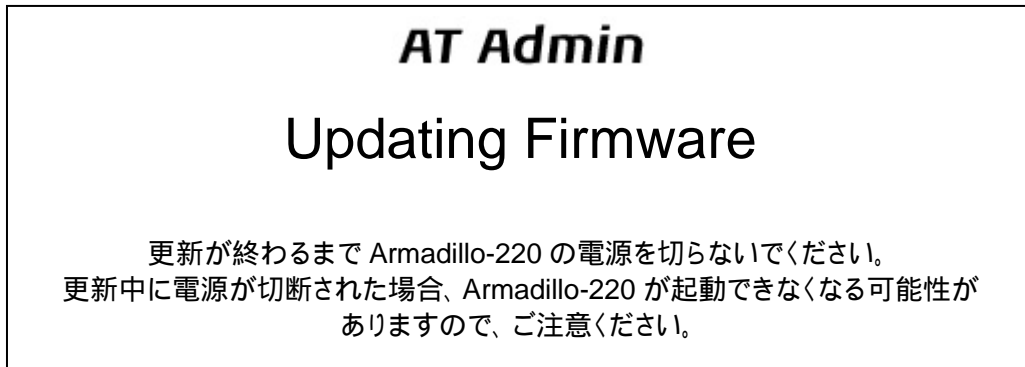 AT Admin
Updating Firmware
更新が終わるまで Armadillo-220 の電源を切らないでください。
更新中に電源が切断された場合、Armadillo-220 が起動できなくなる可能性が
ありますので、ご注意ください。